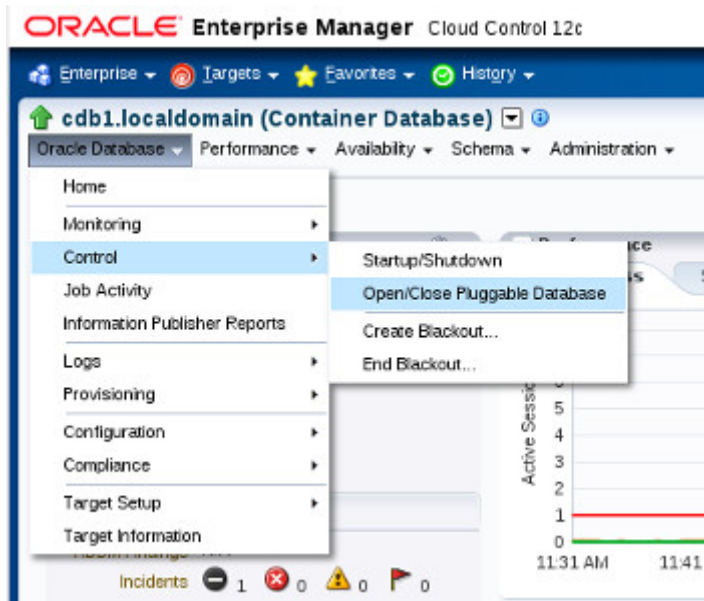 ORACLE Enterprise Manager Cloud Control 12c
Enterprise Targets Favorites History
cdb1.localdomain (Container Database)
Oracle Database Performance Availability Schema Administration
Home
Monitoring
Control
Job Activity
Information Publisher Reports
Logs
Provisioning
Configuration
Compliance
Target Setup
Target Information
Startup/Shutdown
Open/Close Pluggable Database
Create Blackout...
End Blackout...
5
4
3
2
1
0
11:31 AM 11:41
Incidents 1 0 0 0